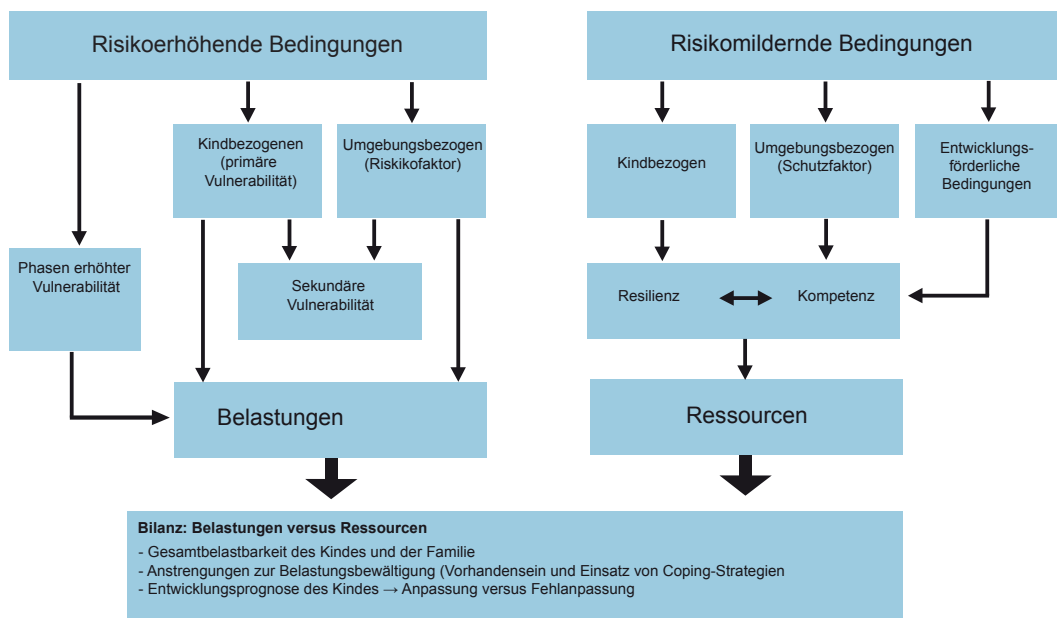 Risikoerhöhende Bedingungen
Risikomildernde Bedingungen
Kindbezogenen
(primäre
Vulnerabilität)
Umgebungsbezogen
(Riskikofaktor)
Kindbezogen
Umgebungsbezogen
(Schutzfaktor)
Entwicklungs-
förderliche
Bedingungen
Phasen erhöhter
Vulnerabilität
Sekundäre
Vulnerabilität
Resilienz
Kompetenz
Belastungen
Ressourcen
Bilanz: Belastungen versus Ressourcen
- Gesamtbelastbarkeit des Kindes und der Familie
- Anstrengungen zur Belastungsbewältigung (Vorhandensein und Einsatz von Coping-Strategien
- Entwicklungsprognose des Kindes → Anpassung versus Fehlanpassung